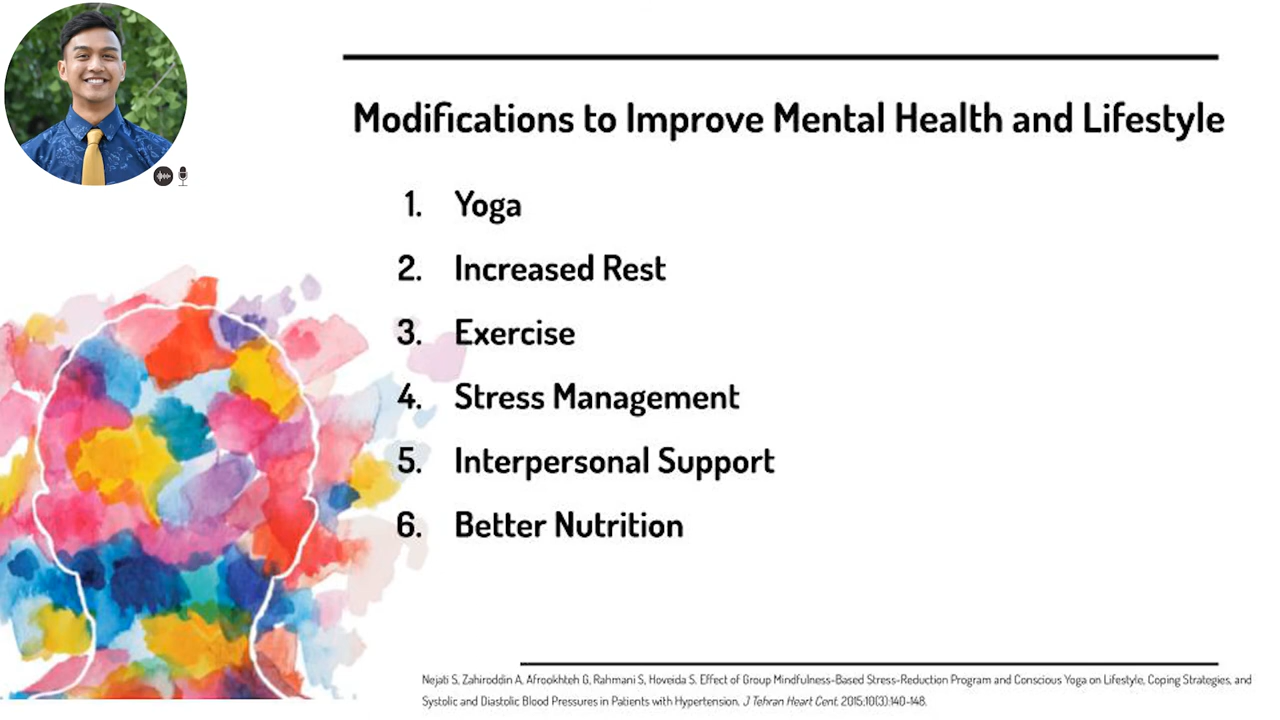 Modifications to Improve Mental Health and Lifestyle
1. Yoga
2. Increased Rest
3. Exercise
4. Stress Management
5. Interpersonal Support
6. Better Nutrition
Nejati S, Zahiroddin A, Afrookhteh G, Rahmani S, Hoveida S. Effect of Group Mindfulness-Based Stress-Reduction Program and Conscious Yoga on Lifestyle, Coping Strategies, and
Systolic and Diastolic Blood Pressures in Patients with Hypertension. J Tehran Heart Cent. 2015;10(3):140-148.